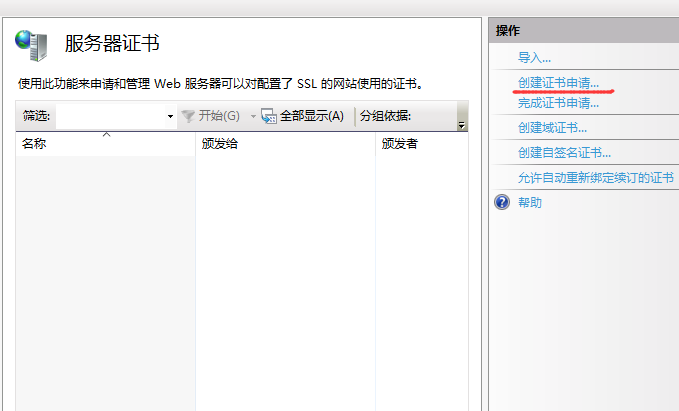 服务器证书
使用此功能来申请和管理 Web 服务器可以对配置了 SSL 的网站使用的证书。
筛选: 开始(G) 全部显示(A) 分组依据:
名称 颁发给 颁发者
操作
导入...
创建证书申请...
完成证书申请...
创建域证书...
创建自签名证书...
允许自动重新绑定续订的证书
帮助